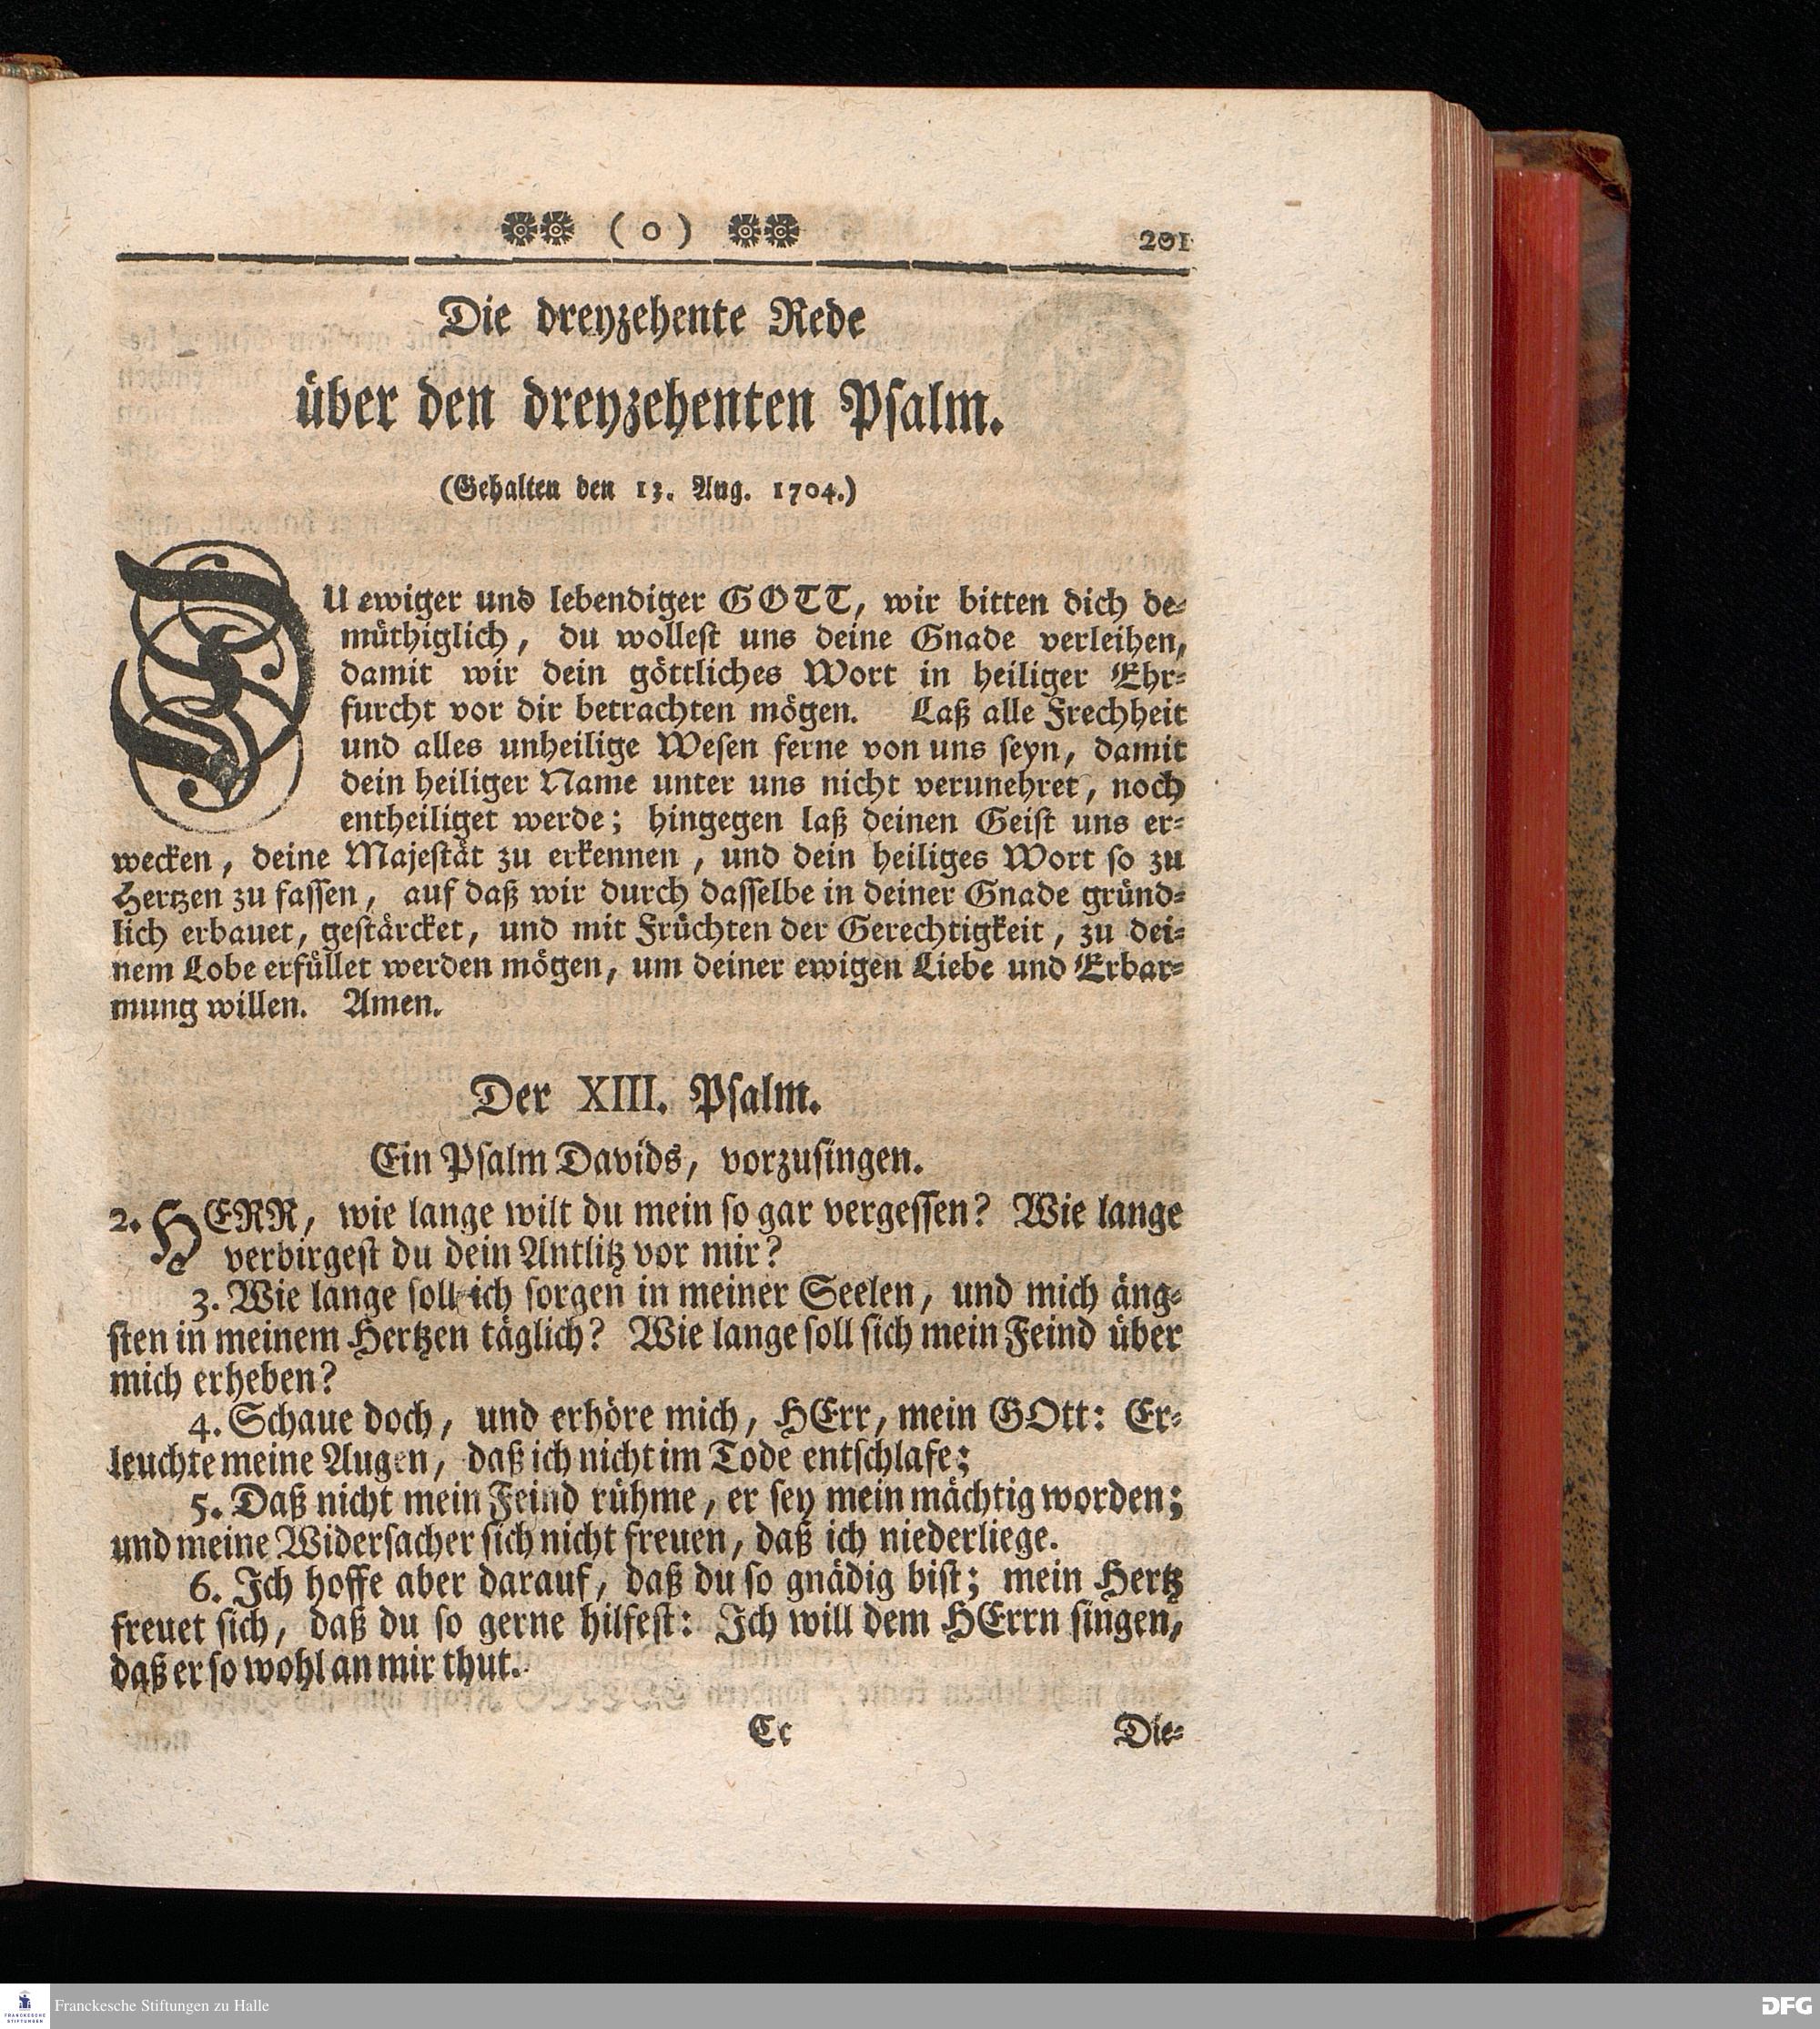 ( o ) 201
Die dreyzehente Rede
über den dreyzehenten Psalm.
(Gehalten den 13. Aug. 1704.)
DU ewiger und lebendiger GOTT, wir bitten dich de-
müthiglich, du wollest uns deine Gnade verleihen,
damit wir dein göttliches Wort in heiliger Ehr-
furcht vor dir betrachten mögen. Laß alle Frechheit
und alles unheilige Wesen ferne von uns seyn, damit
dein heiliger Name unter uns nicht verunehret, noch
entheiliget werde; hingegen laß deinen Geist uns er-
wecken, deine Majestät zu erkennen, und dein heiliges Wort so zu
Hertzen zu fassen, auf daß wir durch dasselbe in deiner Gnade gründ-
lich erbauet, gestärcket, und mit Früchten der Gerechtigkeit, zu dei-
nem Lobe erfüllet werden mögen, um deiner ewigen Liebe und Erbar-
mung willen. Amen.
Der XIII. Psalm.
Ein Psalm Davids, vorzusingen.
2. HERR, wie lange wilt du mein so gar vergessen? Wie lange
verbirgest du dein Antlitz vor mir?
3. Wie lange soll ich sorgen in meiner Seelen, und mich äng-
sten in meinem Hertzen täglich? Wie lange soll sich mein Feind über
mich erheben?
4. Schaue doch, und erhöre mich, HErr, mein GOtt: Er-
leuchte meine Augen, daß ich nicht im Tode entschlafe;
5. Daß nicht mein Feind rühme, er sey mein mächtig worden;
und meine Widersacher sich nicht freuen, daß ich niederliege.
6. Ich hoffe aber darauf, daß du so gnädig bist; mein Hertz
freuet sich, daß du so gerne hilfest: Ich will dem HErrn singen,
daß er so wohl an mir thut.
Cc Die-
FRANCKESCHE
STIFTUNGEN
Franckesche Stiftungen zu Halle
DFG